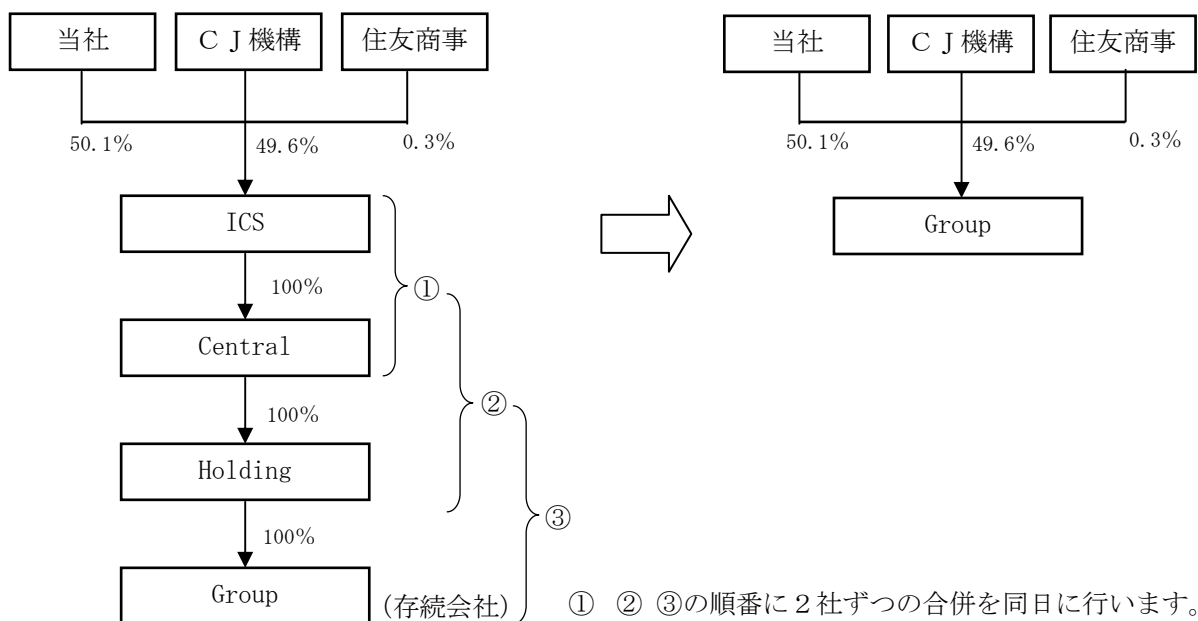 当社 ＣＪ機構 住友商事 当社 ＣＪ機構 住友商事
50.1% 49.6% 0.3% 50.1% 49.6% 0.3%
ICS Group
100% ①
Central
100% ②
Holding
100% ③
Group (存続会社) ① ② ③の順番に２社ずつの合併を同日に行います。